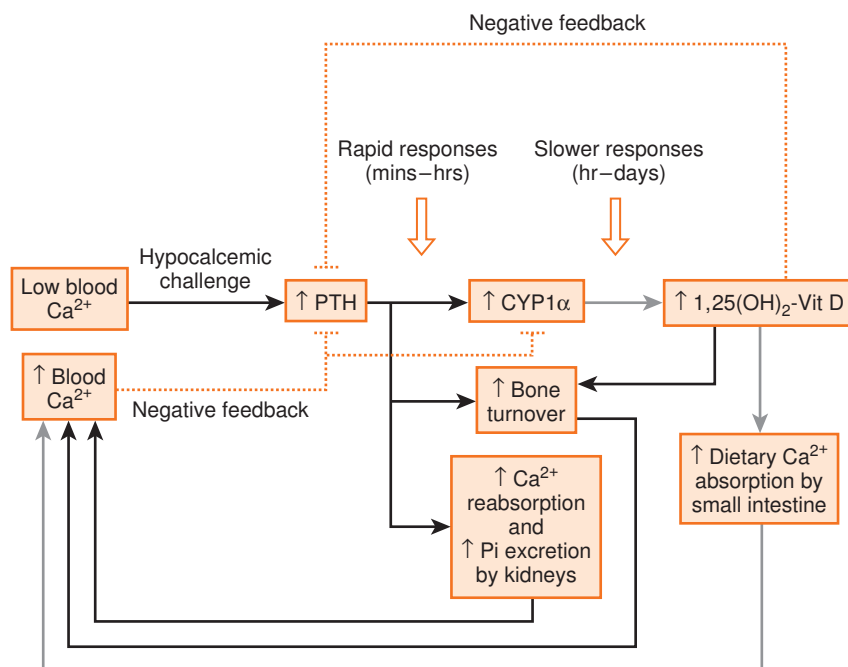 Negative feedback
Rapid responses
(mins–hrs)
Slower responses
(hr–days)
Hypocalcemic
challenge
Low blood
Ca²⁺
↑ PTH
↑ CYP1α
↑ 1,25(OH)₂-Vit D
↑ Blood
Ca²⁺
Negative feedback
↑ Bone
turnover
↑ Dietary Ca²⁺
absorption by
small intestine
↑ Ca²⁺
reabsorption
and
↑ Pi excretion
by kidneys